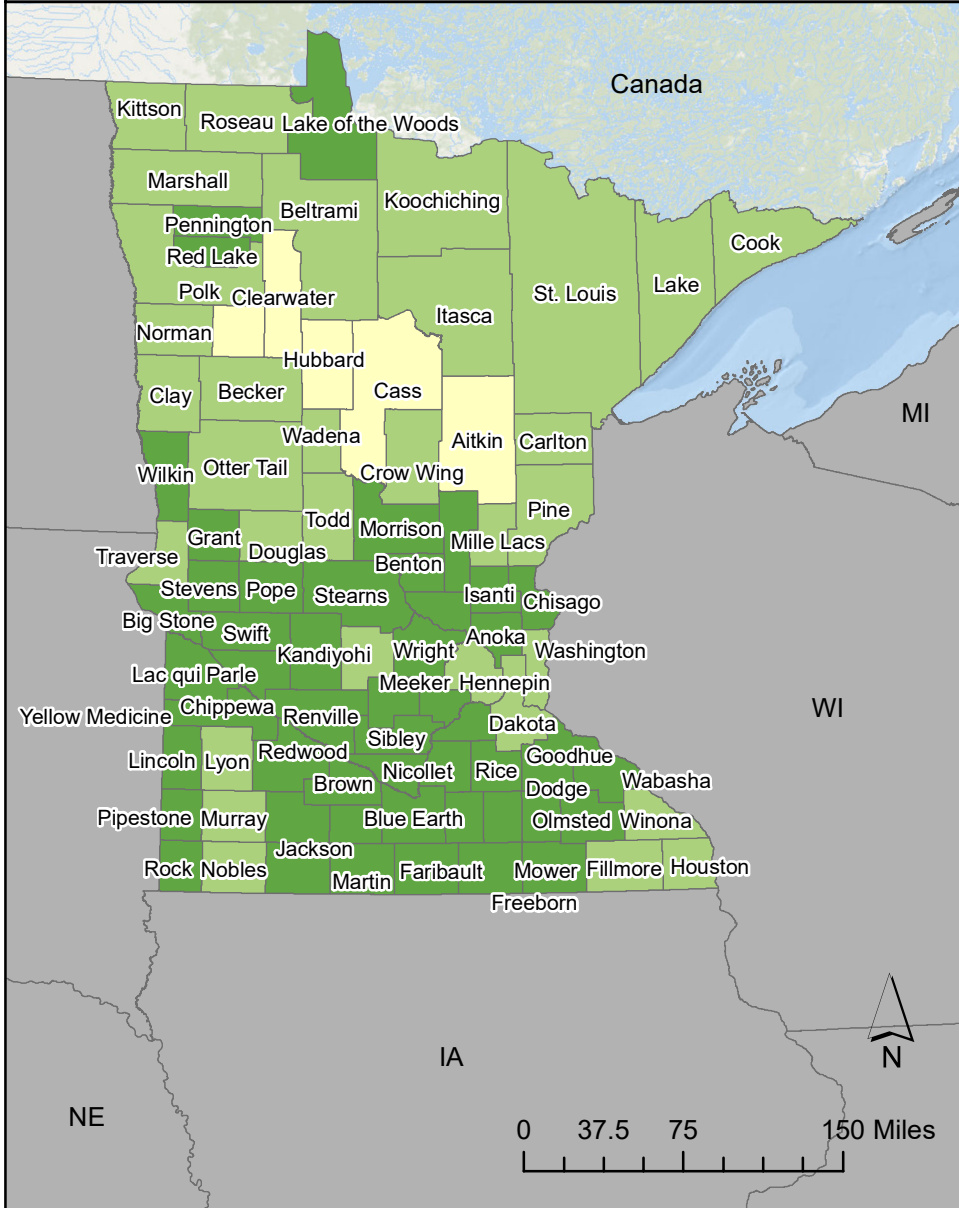 Canada
Kittson
Roseau
Lake of the Woods
Marshall
Koochiching
Beltrami
Pennington
Cook
Red Lake
Lake
Polk
Clearwater
St. Louis
Itasca
Norman
Hubbard
Cass
Becker
Clay
MI
Wadena
Aitkin
Carlton
Otter Tail
Wilkin
Crow Wing
Pine
Todd
Morrison
Grant
Mille Lacs
Douglas
Traverse
Benton
Stevens
Pope
Stearns
Isanti
Chisago
Big Stone
Swift
Anoka
Wright
Washington
Kandiyohi
Lac qui Parle
Meeker
Hennepin
Chippewa
WI
Yellow Medicine
Renville
Dakota
Sibley
Redwood
Goodhue
Lincoln
Lyon
Nicollet
Rice
Wabasha
Brown
Dodge
Pipestone
Murray
Blue Earth
Olmsted
Winona
Jackson
Rock
Nobles
Martin
Faribault
Mower
Fillmore
Houston
Freeborn
N
IA
NE
0 37.5 75 150 Miles